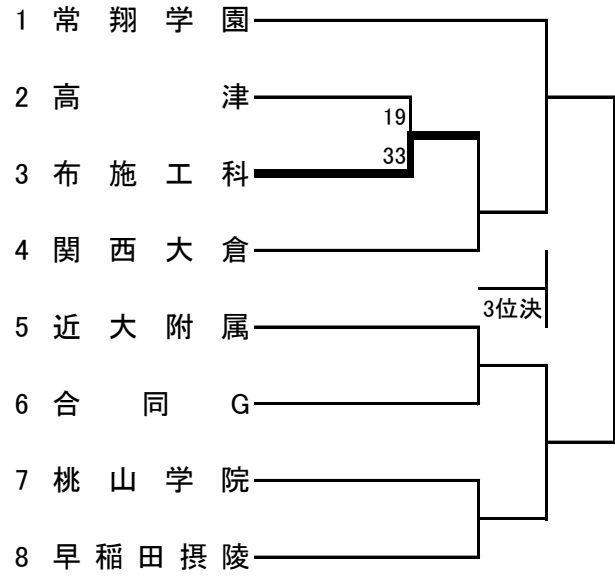 1 常翔学園
2 高津
19
33
3 布施工科
4 関西大倉
3位決
5 近大附属
6 合同G
7 桃山学院
8 早稲田摂陵